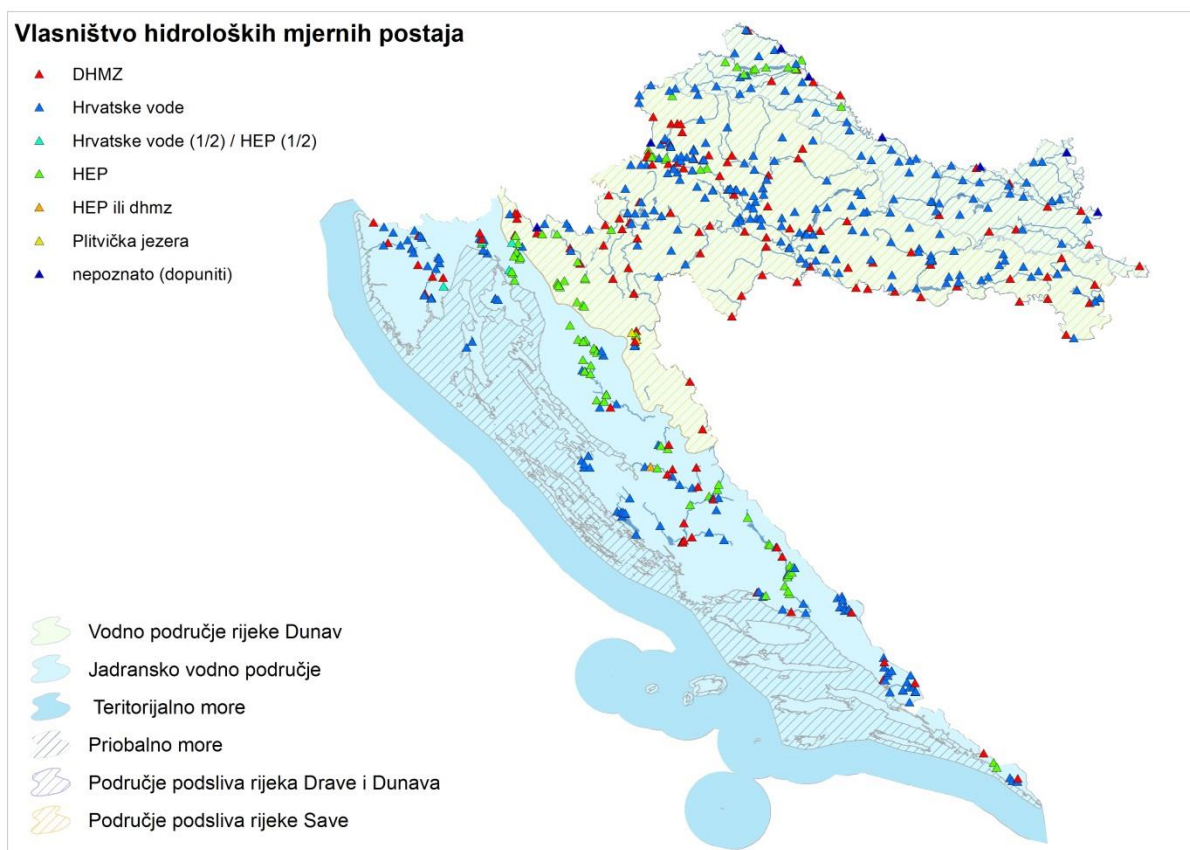 Vlasništvo hidroloških mjernih postaja
DHMZ
Hrvatske vode
Hrvatske vode (1/2) / HEP (1/2)
HEP
HEP ili dhmz
Plitvička jezera
nepoznato (dopuniti)
Vodno područje rijeke Dunav
Jadransko vodno područje
Teritorijalno more
Priobalno more
Područje podsliva rijeka Drave i Dunava
Područje podsliva rijeke Save